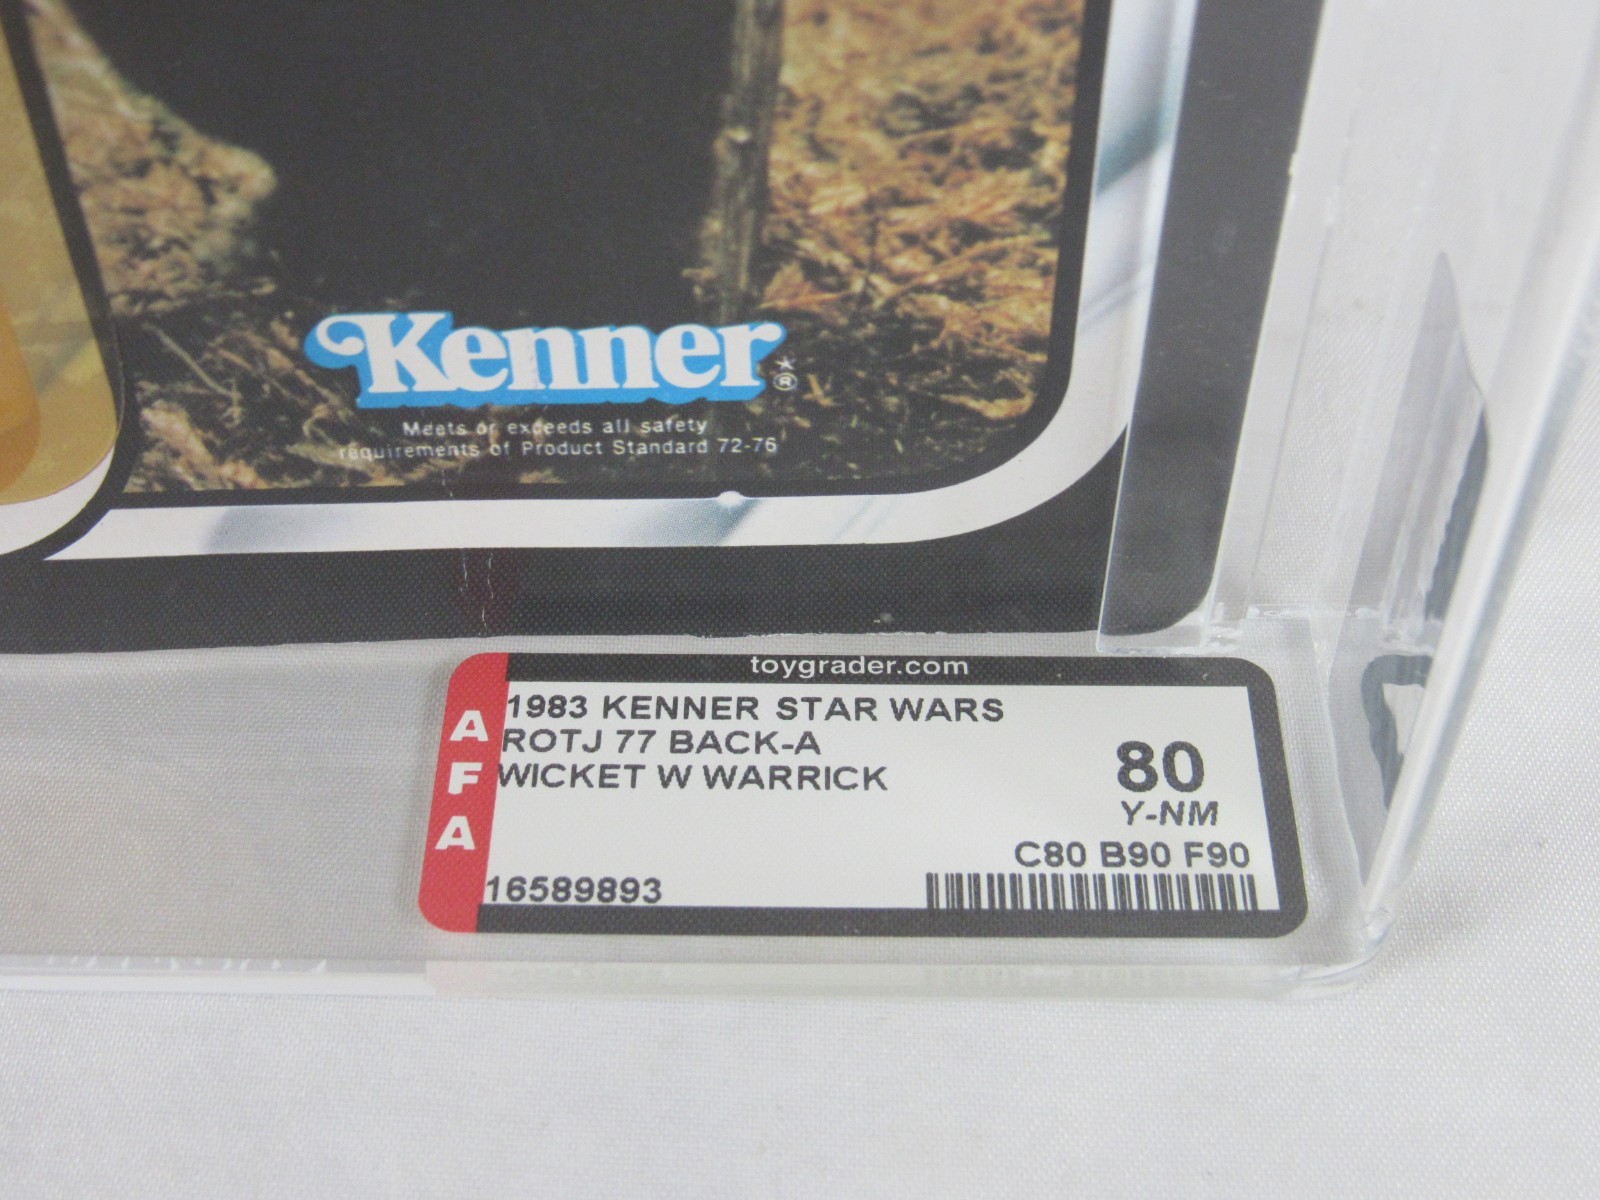 Kenner ®
Meets or exceeds all safety
requirements of Product Standard 72-76
toygrader.com
AFA
1983 KENNER STAR WARS
ROTJ 77 BACK-A
WICKET W WARRICK
80
Y-NM
C80 B90 F90
16589893